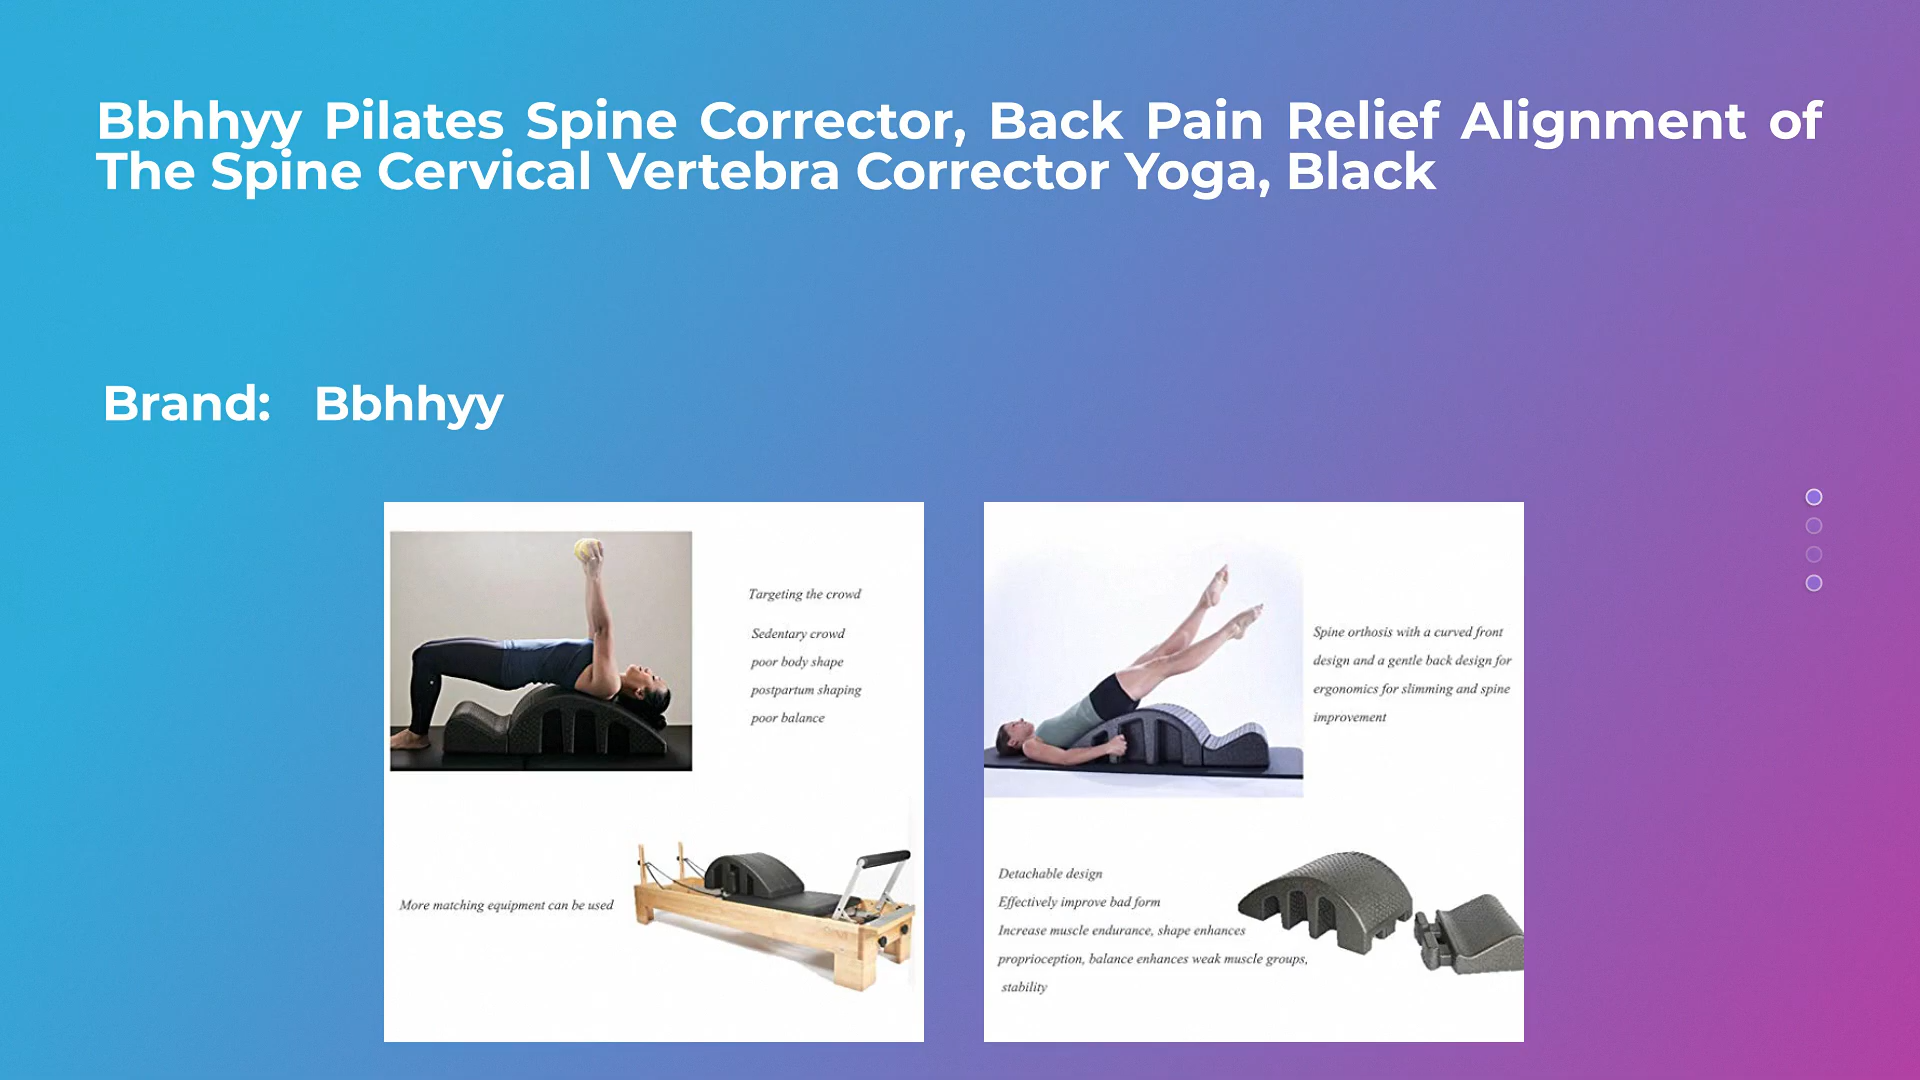 Bbhhyy Pilates Spine Corrector, Back Pain Relief Alignment of
The Spine Cervical Vertebra Corrector Yoga, Black
Brand: Bbhhyy
Targeting the crowd
Sedentary crowd
poor body shape
postpartum shaping
poor balance
More matching equipment can be used
Spine orthosis with a curved front
design and a gentle back design for
ergonomics for slimming and spine
improvement
Detachable design
Effectively improve bad form
Increase muscle endurance, shape enhances
proprioception, balance enhances weak muscle groups,
stability